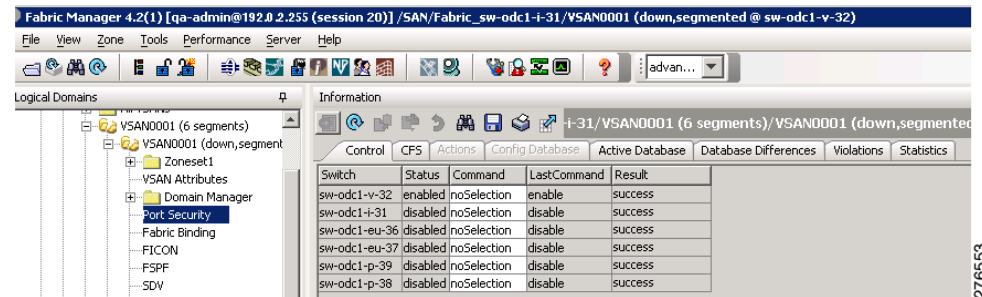 Fabric Manager 4.2(1) [qa-admin@192.0.2.255 (session 20)] /SAN/Fabric_sw-odc1-i-31/VSAN0001 (down,segmented @ sw-odc1-v-32)
File View Zone Tools Performance Server Help
advan...
Logical Domains
Information
-i-31/VSAN0001 (6 segments)/VSAN0001 (down,segmented
VSAN0001 (6 segments)
VSAN0001 (down,segment
Zoneset1
VSAN Attributes
Domain Manager
Port Security
Fabric Binding
FICON
FSPF
SDV
Control CFS Actions Config Database Active Database Database Differences Violations Statistics
Switch Status Command LastCommand Result
sw-odc1-v-32 enabled noSelection enable success
sw-odc1-i-31 disabled noSelection disable success
sw-odc1-eu-36 disabled noSelection disable success
sw-odc1-eu-37 disabled noSelection disable success
sw-odc1-p-39 disabled noSelection disable success
sw-odc1-p-38 disabled noSelection disable success
276553